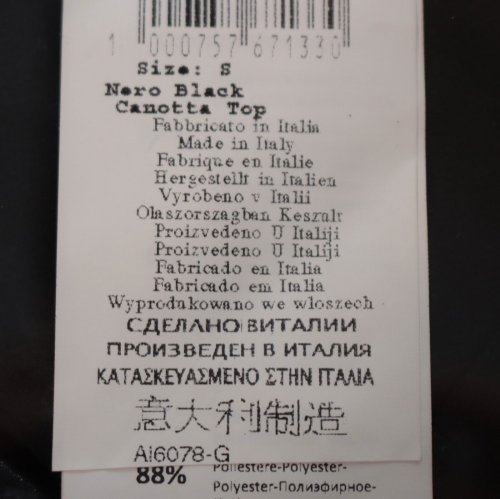 1 000757 671330
Size: S
Nero Black
Canotta Top
Fabbricato in Italia
Made in Italy
Fabrique en Italie
Hergestellt in Italien
Vyrobeno v Italii
Olaszorszagban Keszult
Proizvedeno U Italiji
Proizvedeno U Italiji
Fabricado en Italia
Fabricado em Italia
Wyprodukowano we wloszech
СДЕЛАНО ВИТАЛИИ
ПРОИЗВЕДЕН В ИТАЛИЯ
ΚΑΤΑΣΚΕΥΑΣΜΕΝΟ ΣΤΗΝ ΙΤΑΛΙΑ
意大利制造
Ai6078-G
88% Poliestere-Polyester-
Polyester-Полиэфирное-